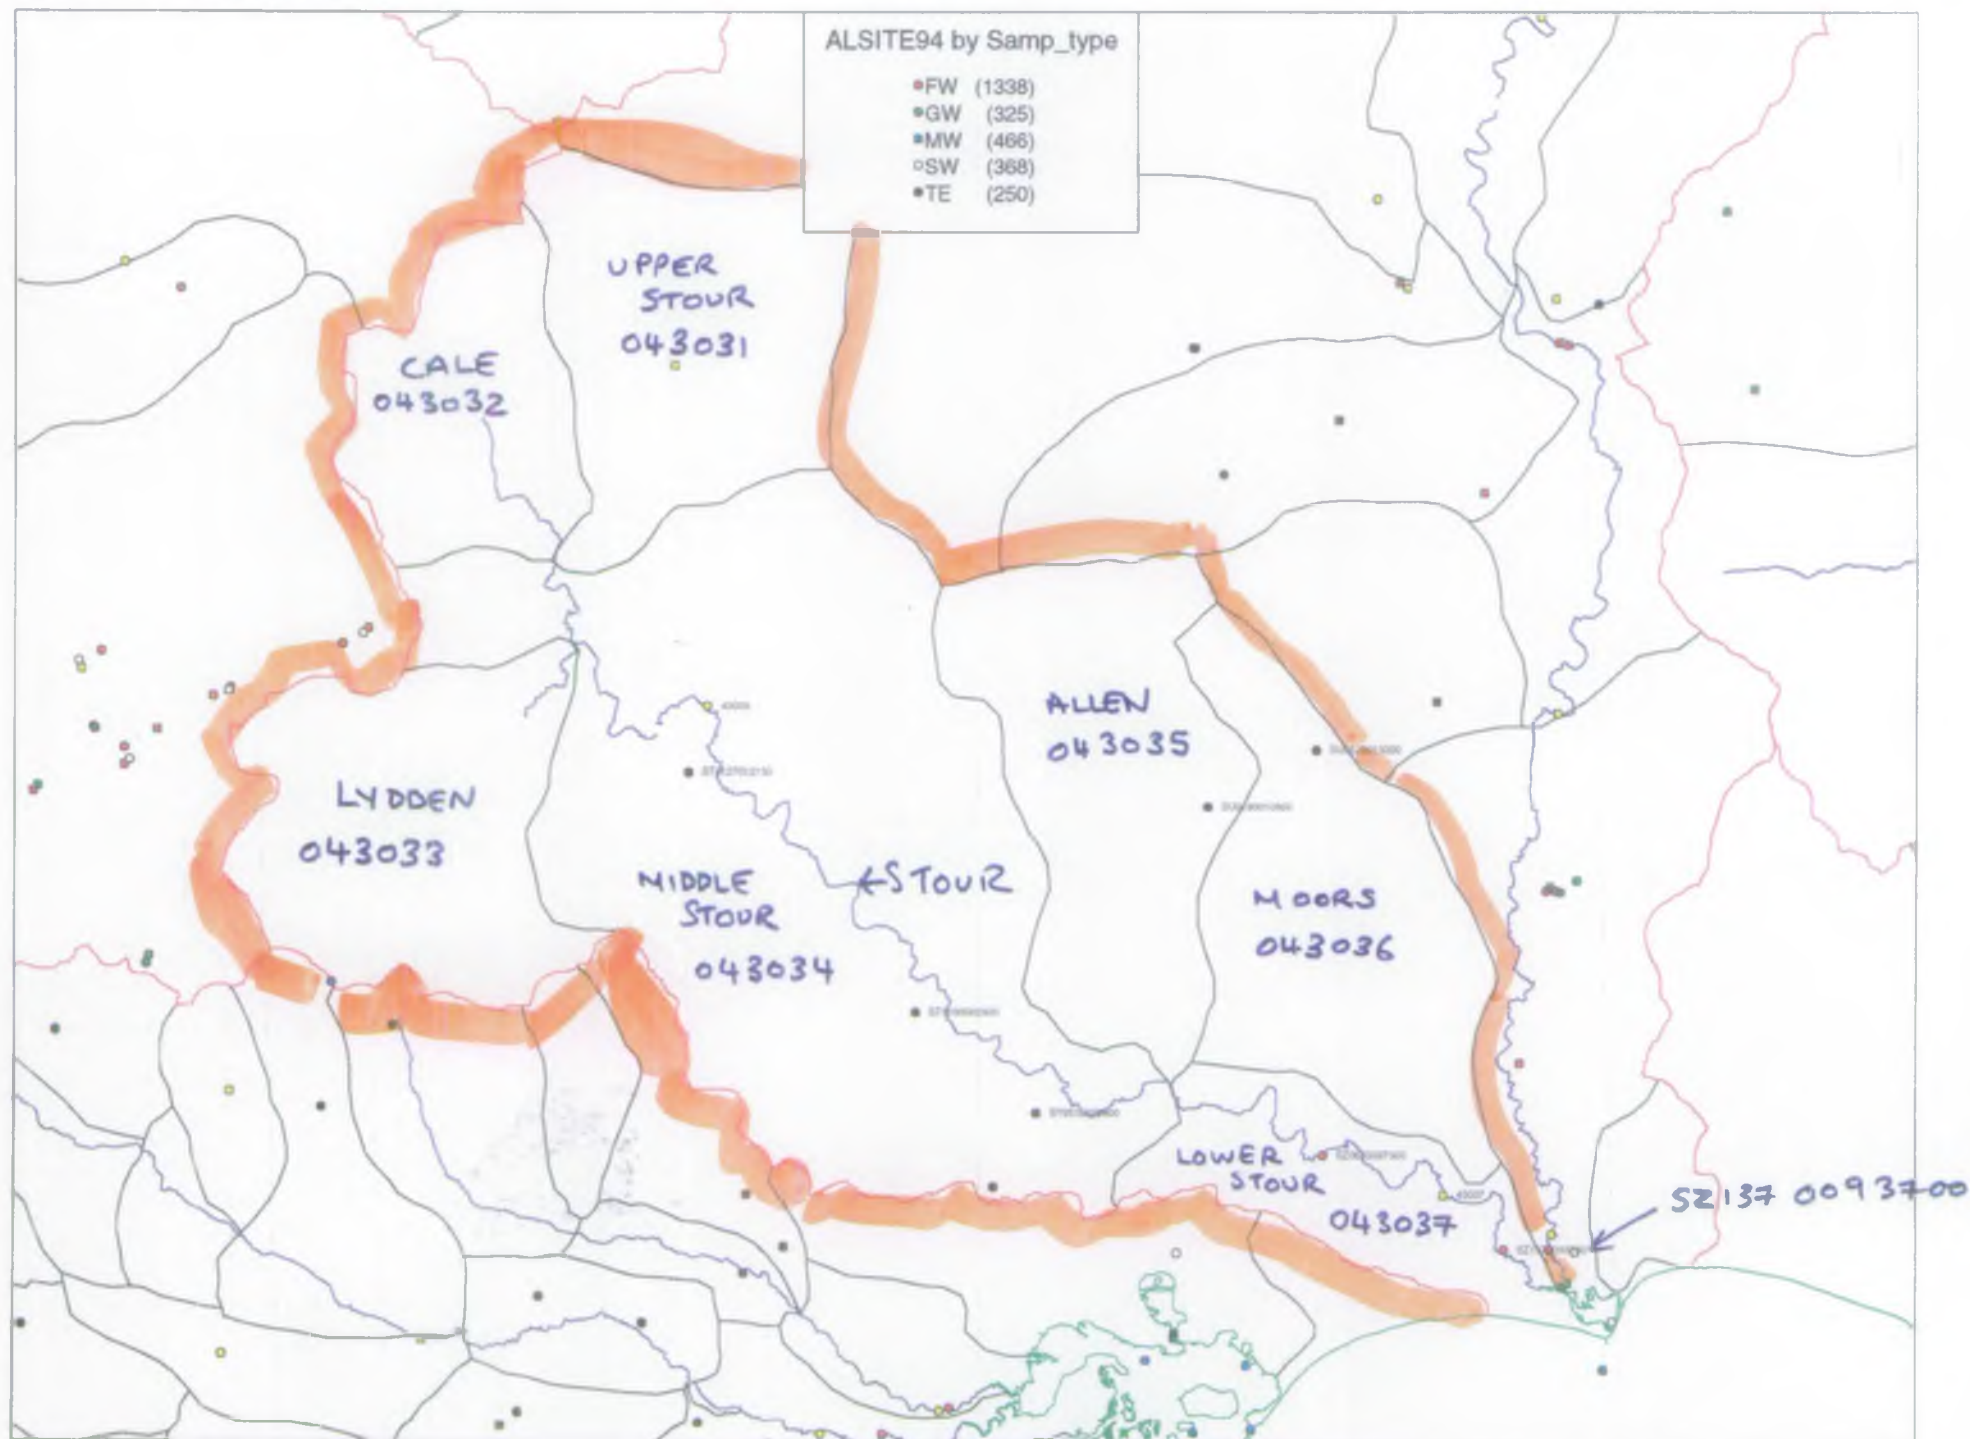 ALSITE94 by Samp_type
FW (1338)
GW (325)
MW (466)
SW (368)
TE (250)
UPPER
STOUR
043031
CALE
043032
ALLEN
043035
LYDDEN
043033
MIDDLE
STOUR
043034
←STOUR
MOORS
043036
LOWER
STOUR
043037
SZ137 0093700